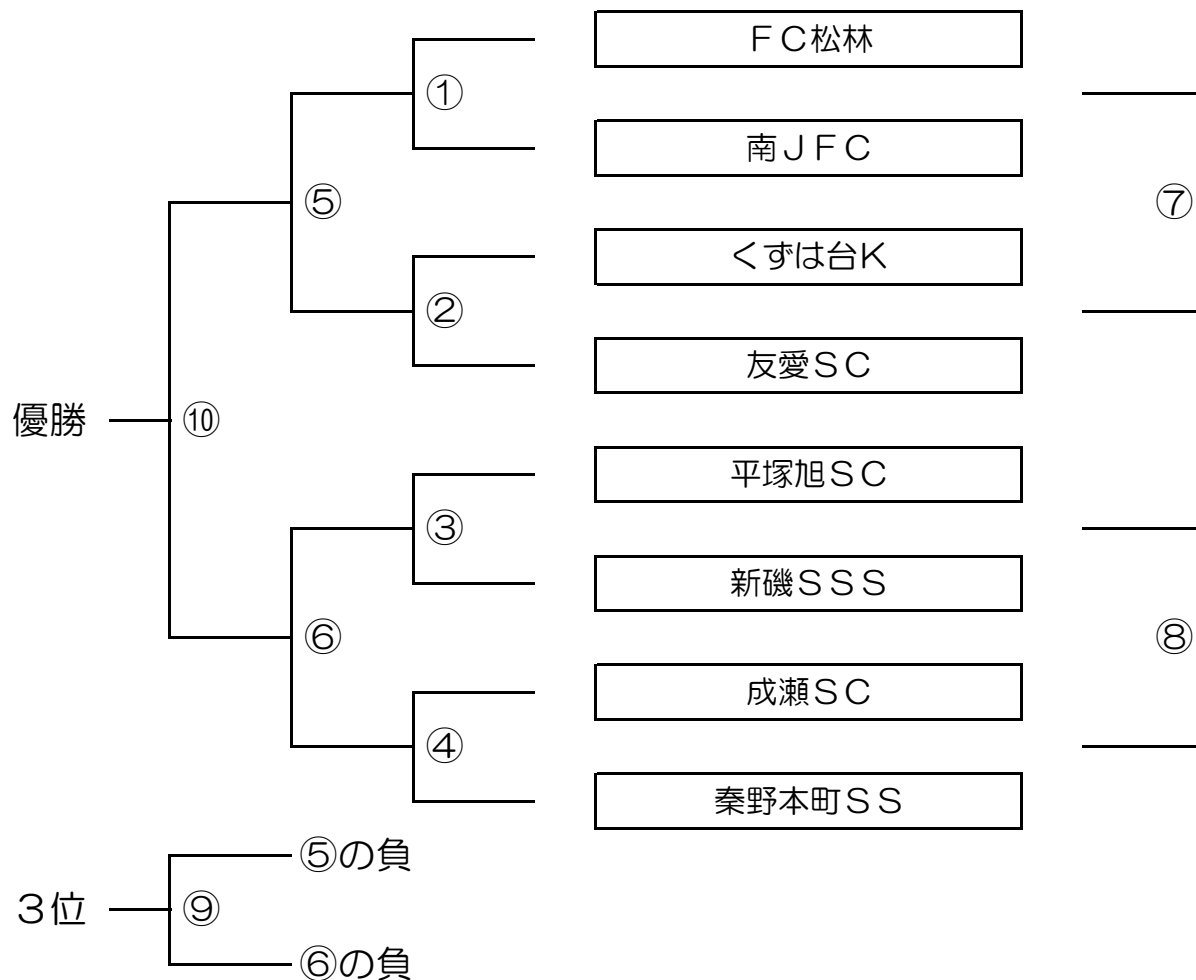 ＦＣ松林
①
南ＪＦＣ
⑤
⑦
くずは台Ｋ
②
友愛ＳＣ
優勝
⑩
平塚旭ＳＣ
③
新磯ＳＳＳ
⑥
⑧
成瀬ＳＣ
④
秦野本町ＳＳ
⑤の負
３位
⑨
⑥の負